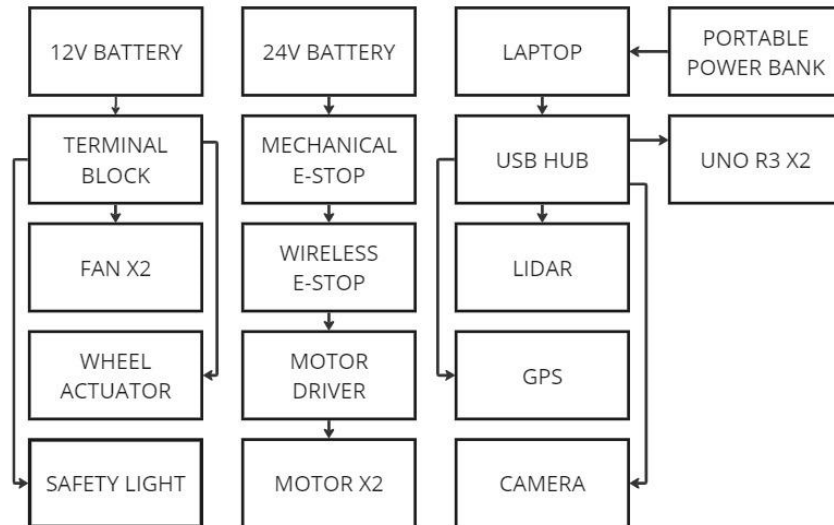 12V BATTERY
24V BATTERY
LAPTOP
PORTABLE
POWER BANK
TERMINAL
BLOCK
MECHANICAL
E-STOP
USB HUB
UNO R3 X2
FAN X2
WIRELESS
E-STOP
LIDAR
WHEEL
ACTUATOR
MOTOR
DRIVER
GPS
SAFETY LIGHT
MOTOR X2
CAMERA